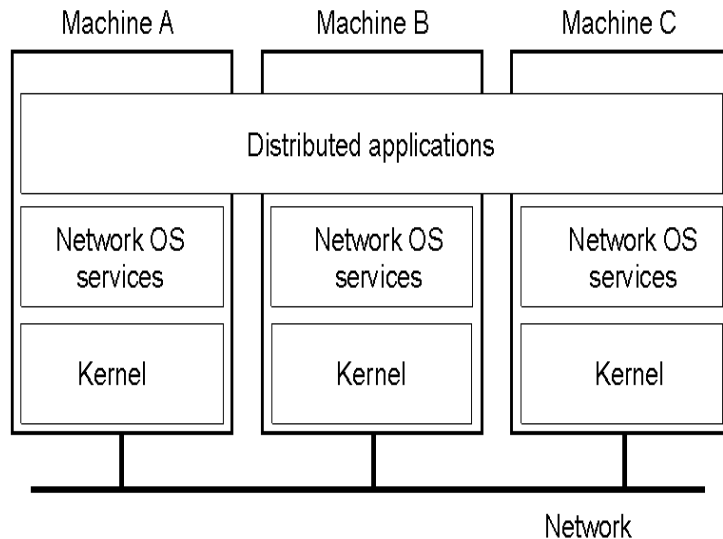 Machine A
Machine B
Machine C
Distributed applications
Network OS
services
Network OS
services
Network OS
services
Kernel
Kernel
Kernel
Network